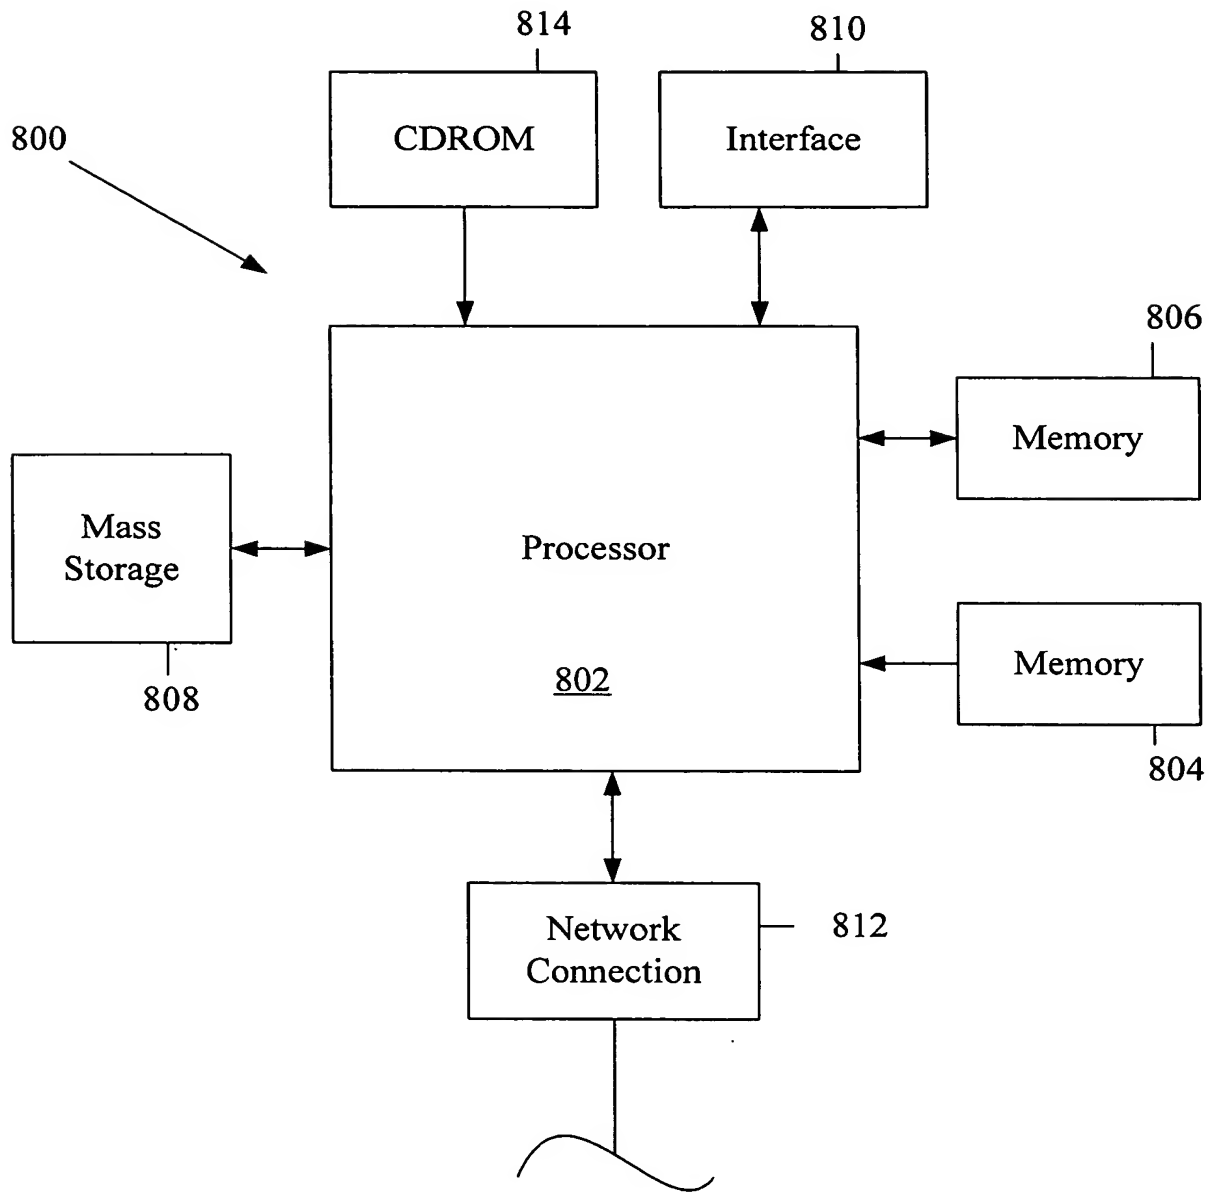 814
810
800
CDROM
Interface
806
Memory
Mass
Storage
Processor
808
802
Memory
804
Network
Connection
812